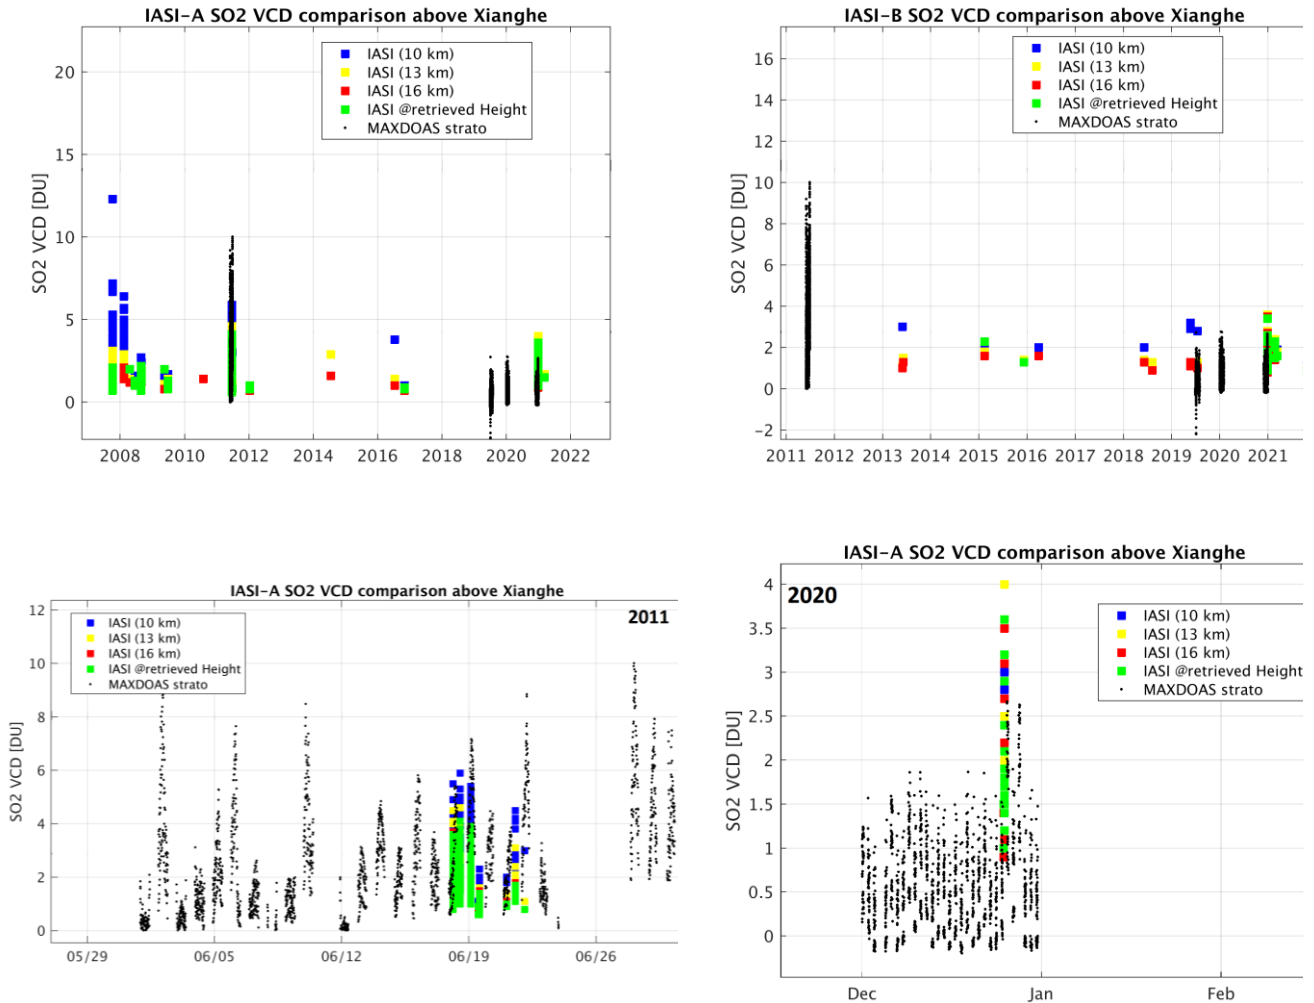 IASI-A SO2 VCD comparison above Xianghe
SO2 VCD [DU]
20
15
10
5
0
2008 2010 2012 2014 2016 2018 2020 2022
IASI (10 km)
IASI (13 km)
IASI (16 km)
IASI @retrieved Height
MAXDOAS strato
IASI-B SO2 VCD comparison above Xianghe
SO2 VCD [DU]
16
14
12
10
8
6
4
2
0
-2
2011 2012 2013 2014 2015 2016 2017 2018 2019 2020 2021
IASI (10 km)
IASI (13 km)
IASI (16 km)
IASI @retrieved Height
MAXDOAS strato
IASI-A SO2 VCD comparison above Xianghe
2011
SO2 VCD [DU]
12
10
8
6
4
2
0
05/29 06/05 06/12 06/19 06/26
IASI (10 km)
IASI (13 km)
IASI (16 km)
IASI @retrieved Height
MAXDOAS strato
IASI-A SO2 VCD comparison above Xianghe
2020
SO2 VCD [DU]
4
3.5
3
2.5
2
1.5
1
0.5
0
Dec Jan Feb
IASI (10 km)
IASI (13 km)
IASI (16 km)
IASI @retrieved Height
MAXDOAS strato